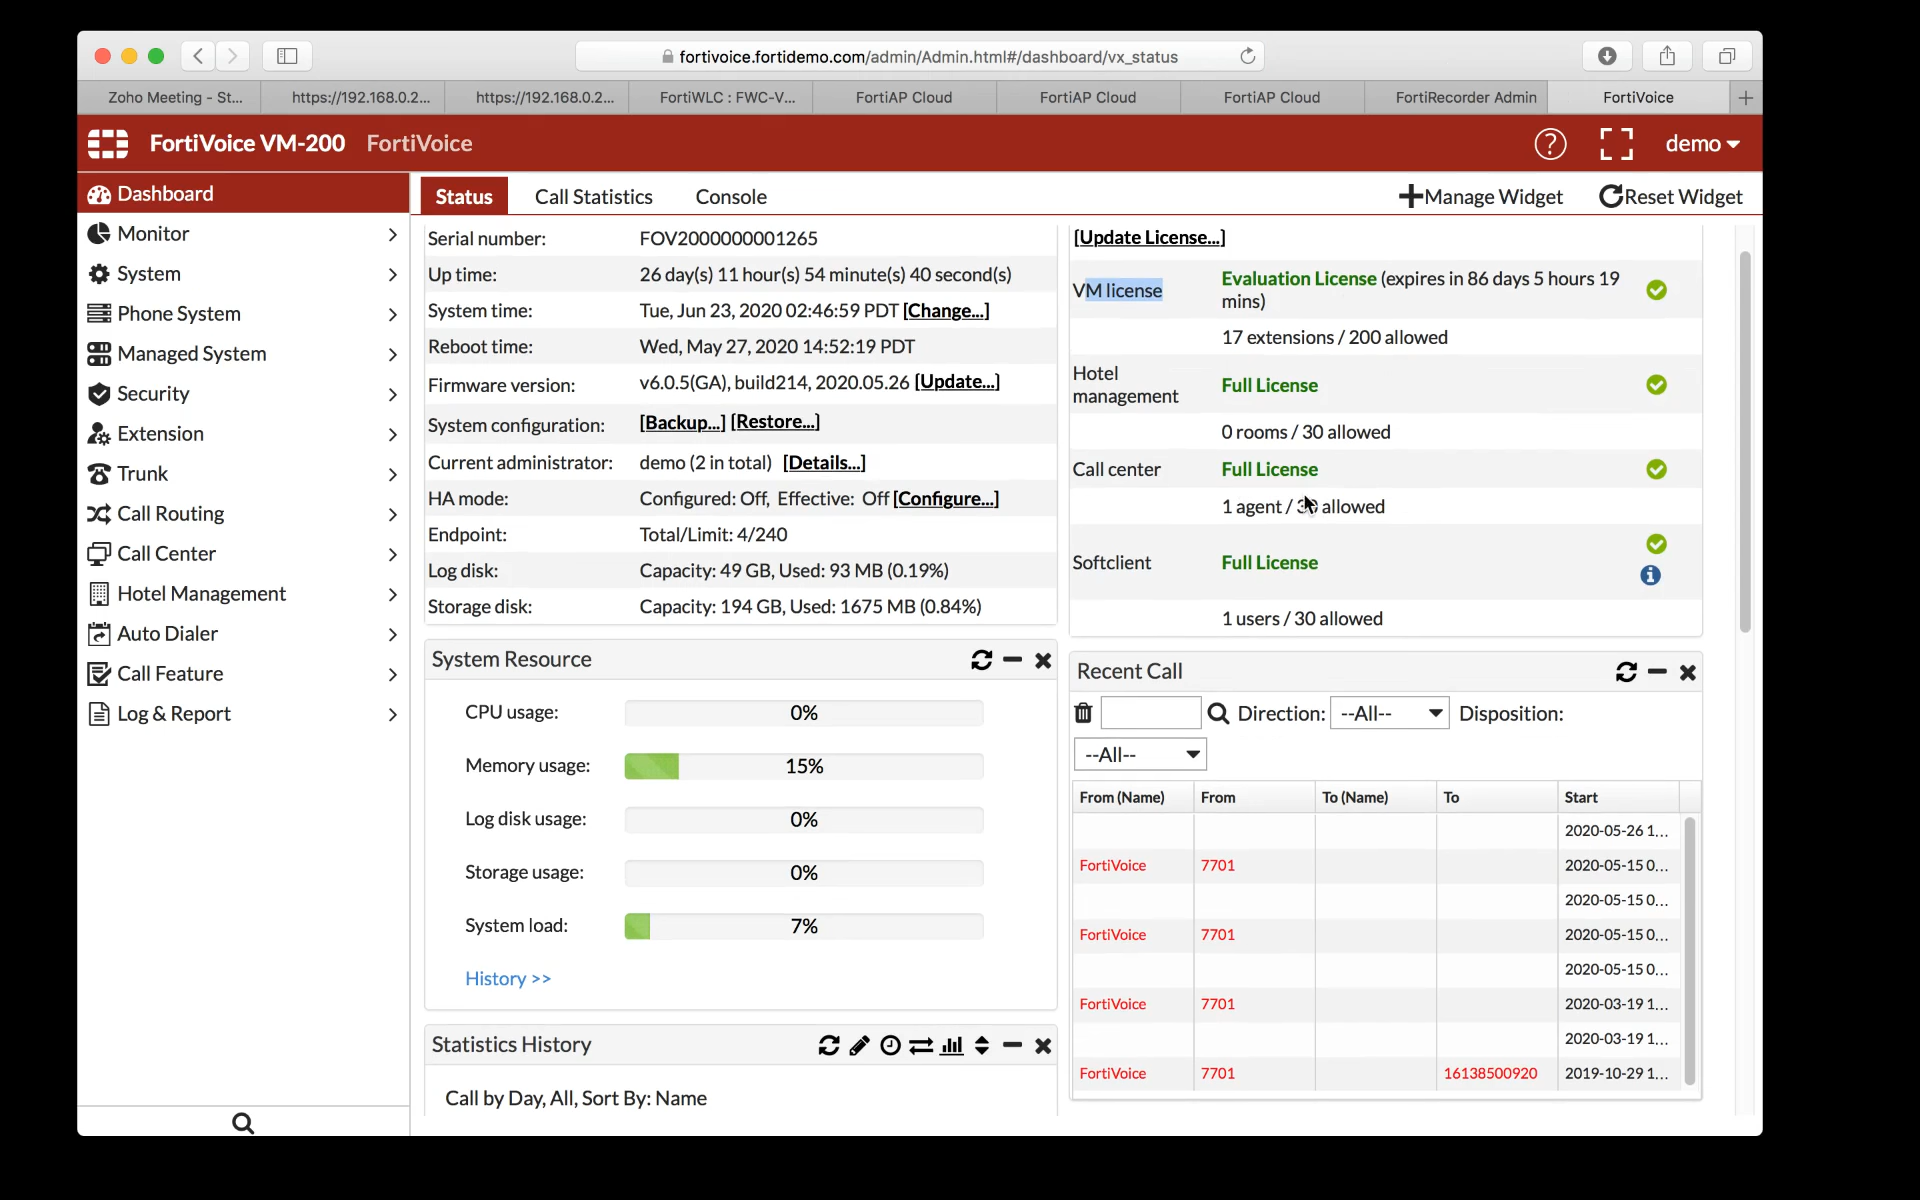 fortivoice.fortidemo.com/admin/Admin.html#/dashboard/vx_status
Zoho Meeting - St...
https://192.168.0.2...
https://192.168.0.2...
FortiWLC : FWC-V...
FortiAP Cloud
FortiAP Cloud
FortiAP Cloud
FortiRecorder Admin
FortiVoice
FortiVoice VM-200 FortiVoice
demo
Dashboard
Monitor
System
Phone System
Managed System
Security
Extension
Trunk
Call Routing
Call Center
Hotel Management
Auto Dialer
Call Feature
Log & Report
Status Call Statistics Console
Manage Widget Reset Widget
Serial number: FOV2000000001265
Up time: 26 day(s) 11 hour(s) 54 minute(s) 40 second(s)
System time: Tue, Jun 23, 2020 02:46:59 PDT [Change...]
Reboot time: Wed, May 27, 2020 14:52:19 PDT
Firmware version: v6.0.5(GA), build214, 2020.05.26 [Update...]
System configuration: [Backup...] [Restore...]
Current administrator: demo (2 in total) [Details...]
HA mode: Configured: Off, Effective: Off [Configure...]
Endpoint: Total/Limit: 4/240
Log disk: Capacity: 49 GB, Used: 93 MB (0.19%)
Storage disk: Capacity: 194 GB, Used: 1675 MB (0.84%)
System Resource
CPU usage: 0%
Memory usage: 15%
Log disk usage: 0%
Storage usage: 0%
System load: 7%
History >>
Statistics History
Call by Day, All, Sort By: Name
[Update License...]
VM license Evaluation License (expires in 86 days 5 hours 19
mins)
17 extensions / 200 allowed
Hotel
management Full License
0 rooms / 30 allowed
Call center Full License
1 agent / allowed
Softclient Full License
1 users / 30 allowed
Recent Call
Direction: --All-- Disposition:
--All--
From (Name) From To (Name) To Start
2020-05-26 1...
FortiVoice 7701 2020-05-15 0...
2020-05-15 0...
FortiVoice 7701 2020-05-15 0...
2020-05-15 0...
FortiVoice 7701 2020-03-19 1...
2020-03-19 1...
FortiVoice 7701 16138500920 2019-10-29 1...